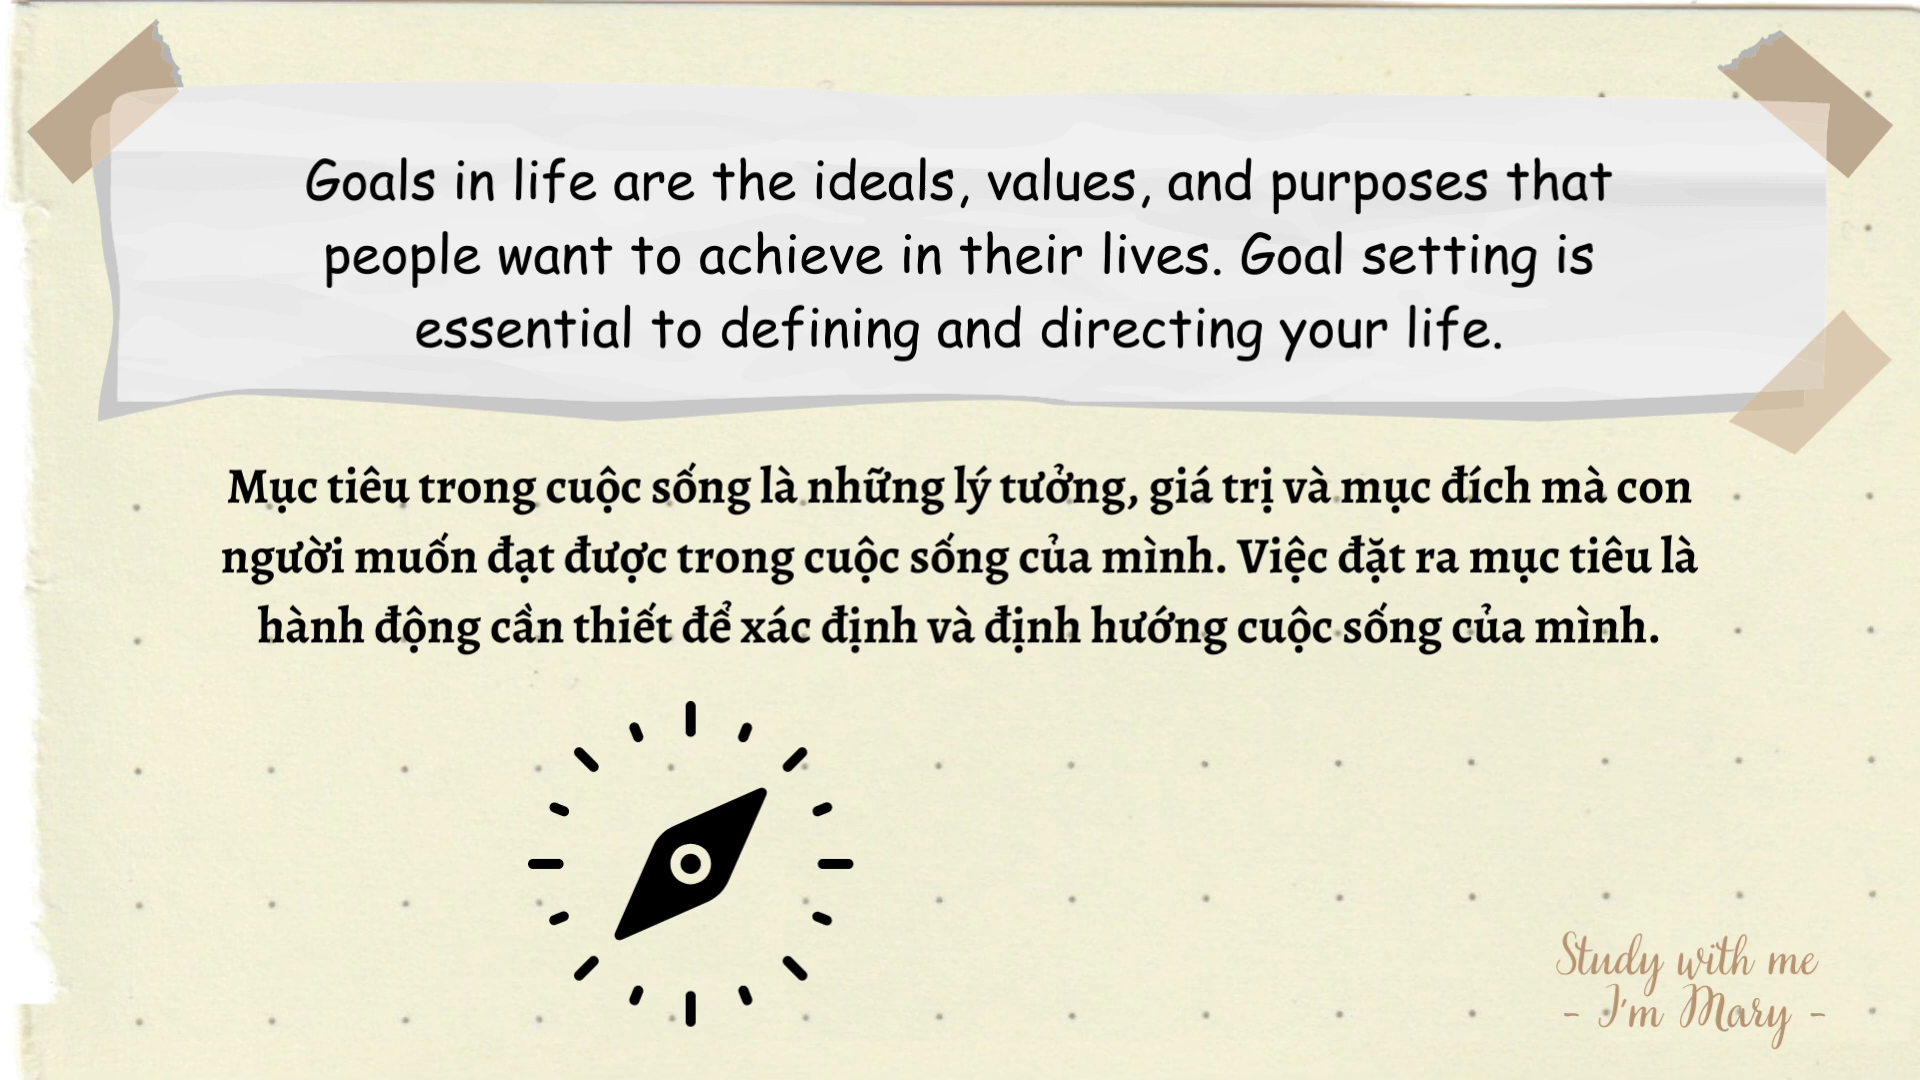 Goals in life are the ideals, values, and purposes that
people want to achieve in their lives. Goal setting is
essential to defining and directing your life.
Mục tiêu trong cuộc sống là những lý tưởng, giá trị và mục đích mà con
người muốn đạt được trong cuộc sống của mình. Việc đặt ra mục tiêu là
hành động cần thiết để xác định và định hướng cuộc sống của mình.
Study with me
- I'm Mary -